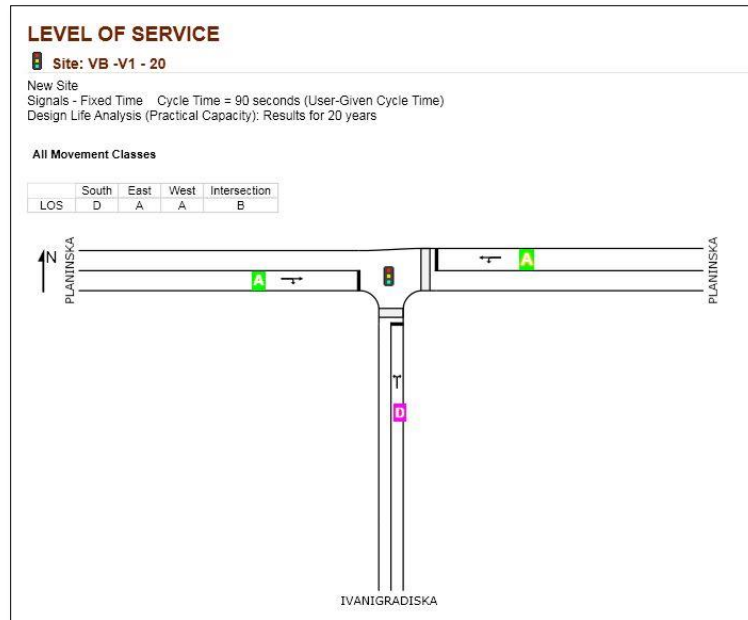 LEVEL OF SERVICE
Site: VB -V1 - 20
New Site
Signals - Fixed Time Cycle Time = 90 seconds (User-Given Cycle Time)
Design Life Analysis (Practical Capacity): Results for 20 years
All Movement Classes
South East West Intersection
LOS D A A B
N
PLANINSKA
A
A
PLANINSKA
D
IVANIGRADISKA